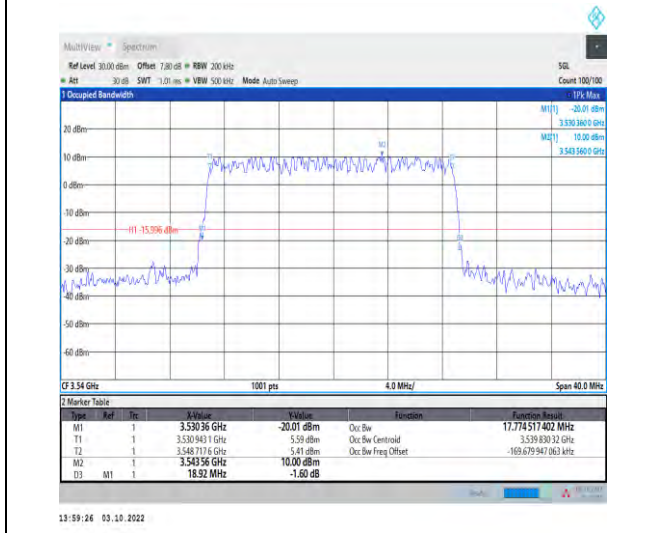 MultiView Spectrum
Ref Level 30.00 dBm Offset 7.80 dB RBW 200 kHz SGL
Att 30 dB SWT 1.01 ms VBW 500 kHz Mode Auto Sweep Count 100/100
1 Occupied Bandwidth 1Pk Max
M1[1] -20.01 dBm
3.530 360 0 GHz
M2[1] 10.00 dBm
3.543 560 0 GHz
20 dBm
10 dBm
0 dBm
-10 dBm
H1 -15.996 dBm
-20 dBm
-30 dBm
-40 dBm
-50 dBm
-60 dBm
CF 3.54 GHz 1001 pts 4.0 MHz/ Span 40.0 MHz
2 Marker Table
Type Ref Trc X-Value Y-Value Function Function Result
M1 1 3.530 36 GHz -20.01 dBm Occ Bw 17.774 517 402 MHz
T1 1 3.530 943 1 GHz 5.59 dBm Occ Bw Centroid 3.539 830 32 GHz
T2 1 3.548 717 6 GHz 5.41 dBm Occ Bw Freq Offset -169.679 947 063 kHz
M2 1 3.543 56 GHz 10.00 dBm
D3 M1 1 18.92 MHz -1.60 dB
13:59:26 03.10.2022